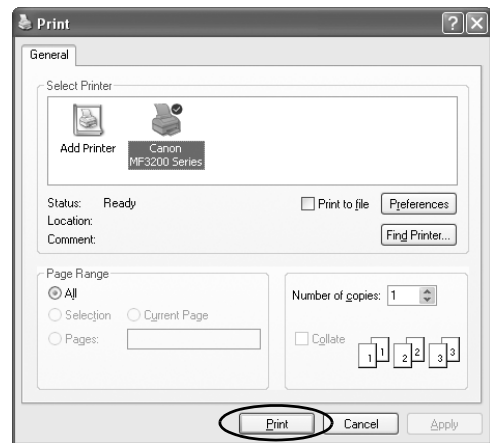 Print
General
Select Printer
Add Printer
Canon
MF3200 Series
Status: Ready
Location:
Comment:
Print to file
Preferences
Find Printer...
Page Range
All
Selection
Current Page
Pages:
Number of copies: 1
Collate
1 1 2 2 3 3
Print
Cancel
Apply